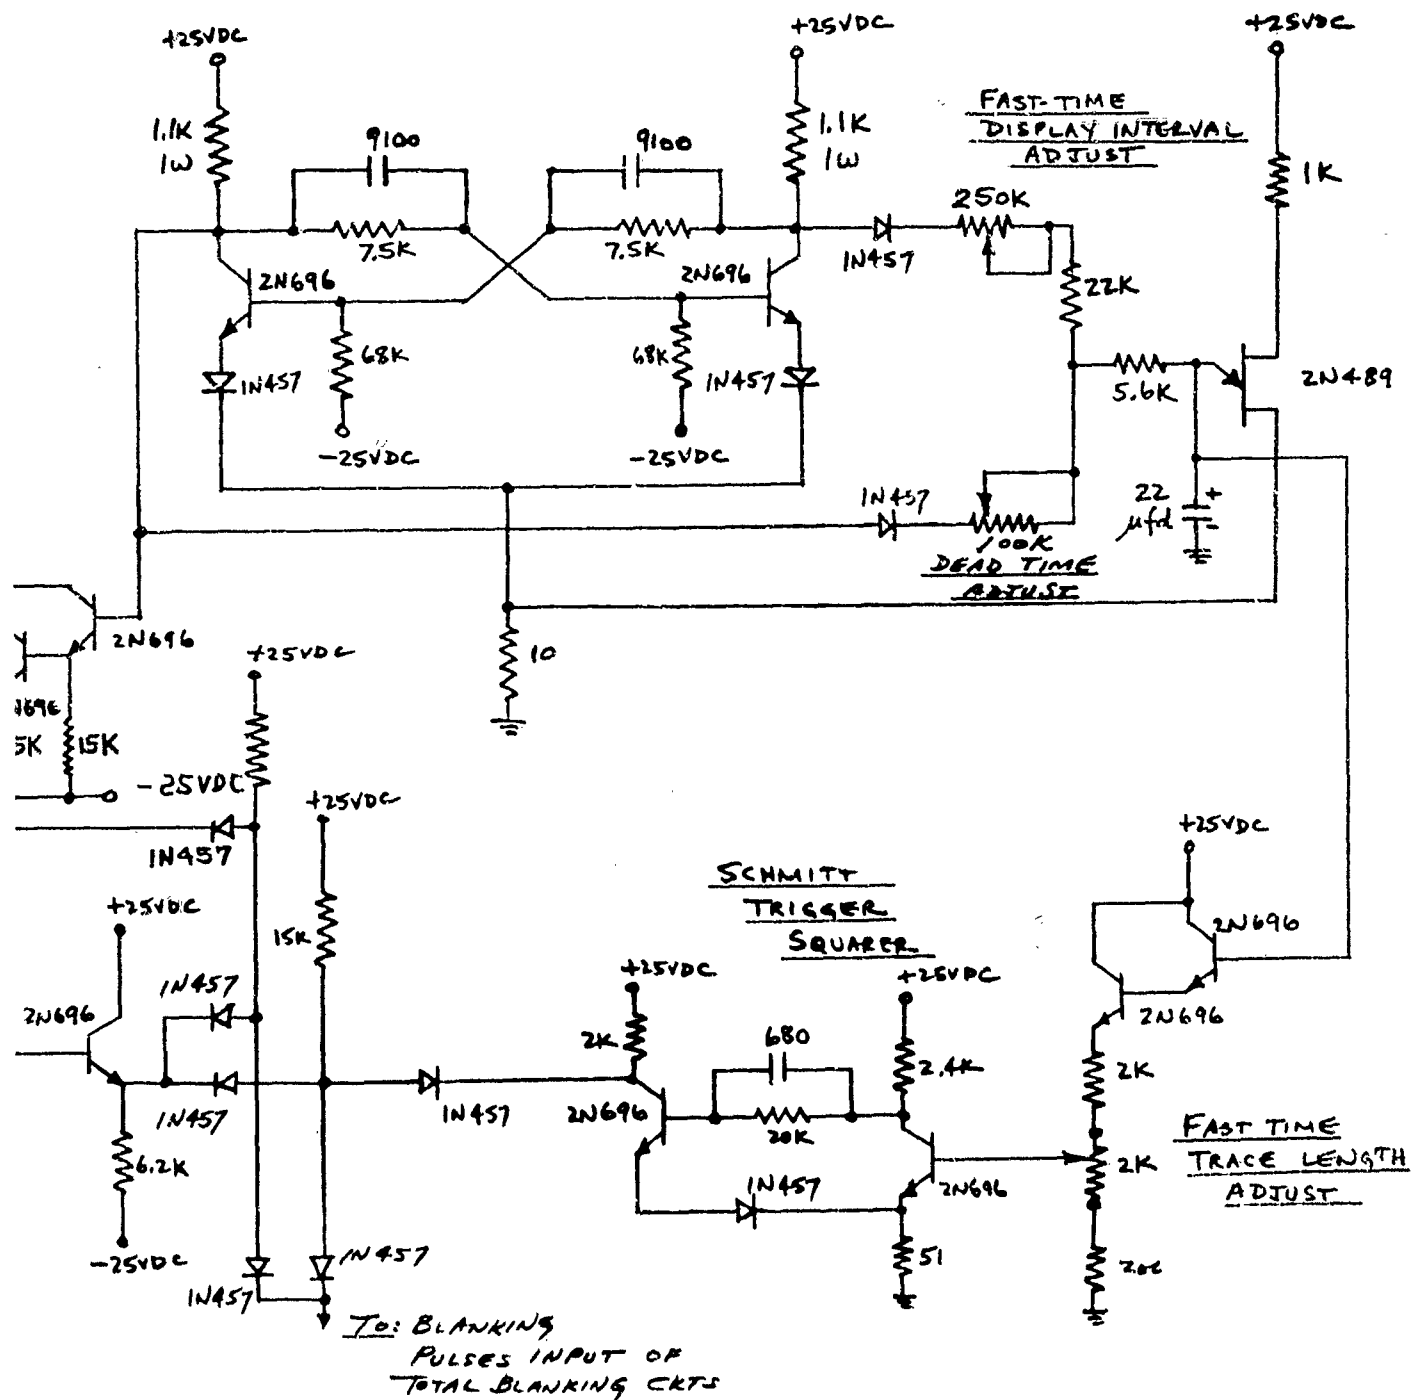 +25VDC
+25VDC
+25VDC
FAST-TIME
DISPLAY INTERVAL
ADJUST
1.1K
1W
9100
9100
1.1K
1W
1K
250K
7.5K
7.5K
1N457
2N696
2N696
22K
68K
68K
1N457
1N457
5.6K
2N489
-25VDC
-25VDC
1N457
22
µfd
+
-
100K
DEAD TIME
ADJUST
2N696
+25VDC
10
N696
5K
15K
-25VDC
+25VDC
1N457
+25VDC
SCHMITT
TRIGGER
SQUARER
+25VDC
15K
2N696
+25VDC
+25VDC
1N457
2N696
2N696
2K
680
2.4K
2K
1N457
1N457
2N696
20K
FAST TIME
TRACE LENGTH
ADJUST
2K
6.2K
1N457
2N696
-25VDC
1N457
51
1N457
TO: BLANKING
PULSES INPUT OF
TOTAL BLANKING CKTS